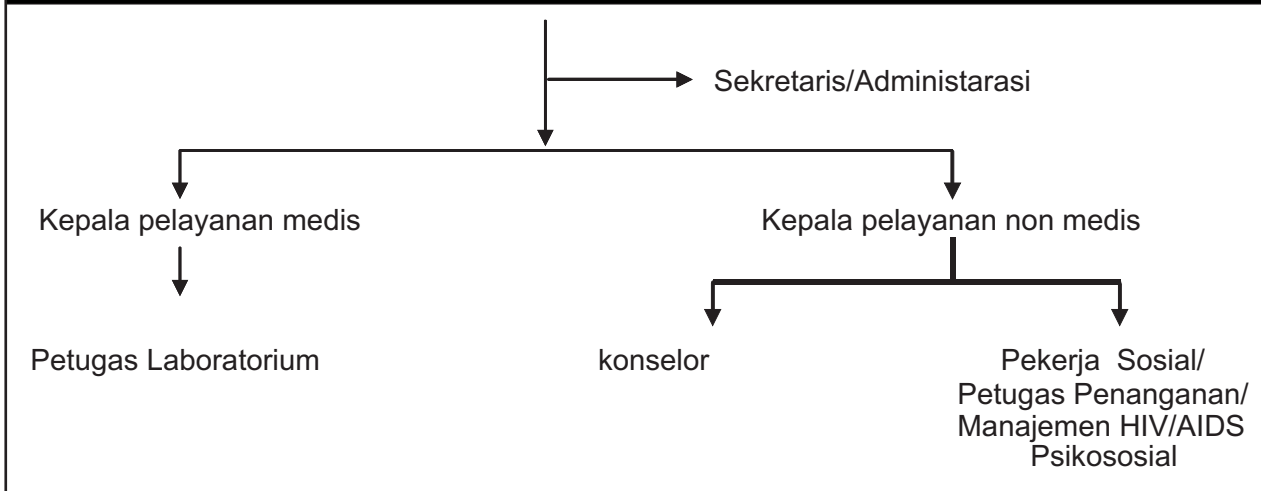 Sekretaris/Administarasi
Kepala pelayanan medis
Kepala pelayanan non medis
Petugas Laboratorium
konselor
Pekerja Sosial/
Petugas Penanganan/
Manajemen HIV/AIDS
Psikososial